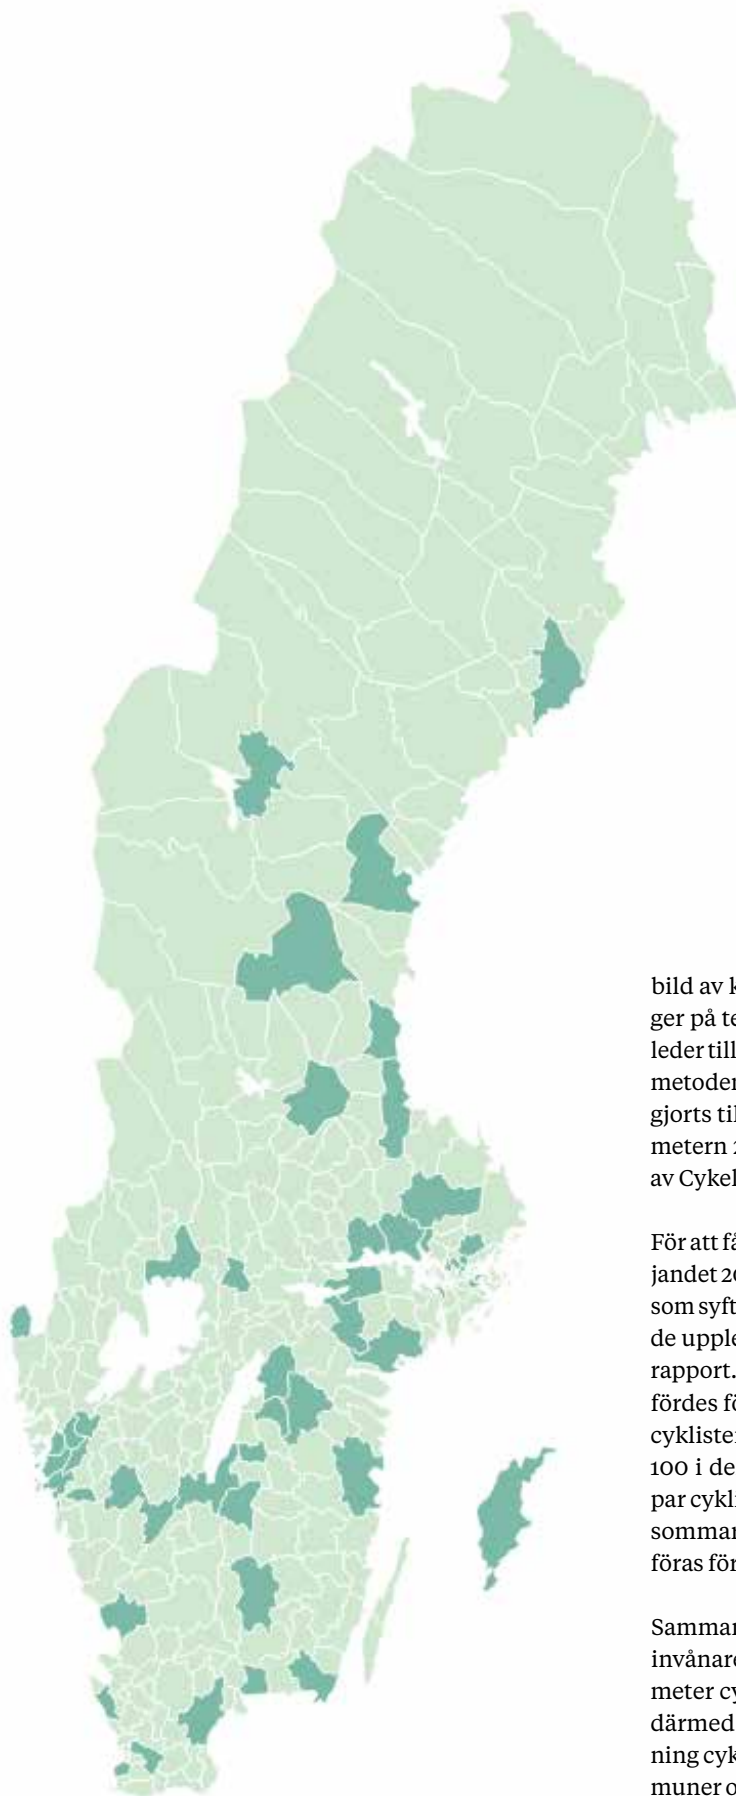 bild av k
ger på te
leder till
metoder
gjorts til
metern 2
av Cykel
För att få
jandet 20
som syft
de upple
rapport.
fördes fö
cyklister
100 i de
par cykli
sommar
föras för
Sammar
invånare
meter cy
därmed
ning cyk
muner o